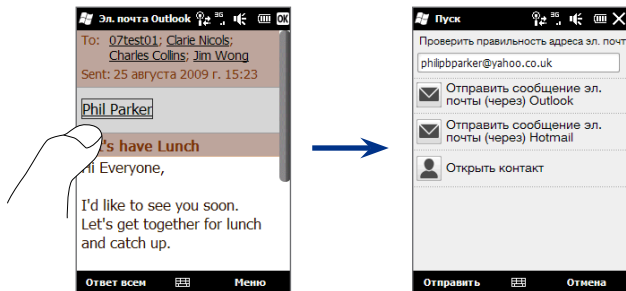 Эл. почта Outlook
OK
To: 07test01; Clarie Nicols;
Charles Collins; Jim Wong
Sent: 25 августа 2009 г. 15:23
Phil Parker
's have Lunch
Hi Everyone,
I'd like to see you soon.
Let's get together for lunch
and catch up.
Ответ всем
Меню
Пуск
Проверить правильность адреса эл. почт
philipbparker@yahoo.co.uk
Отправить сообщение эл.
почты (через) Outlook
Отправить сообщение эл.
почты (через) Hotmail
Открыть контакт
Отправить
Отмена